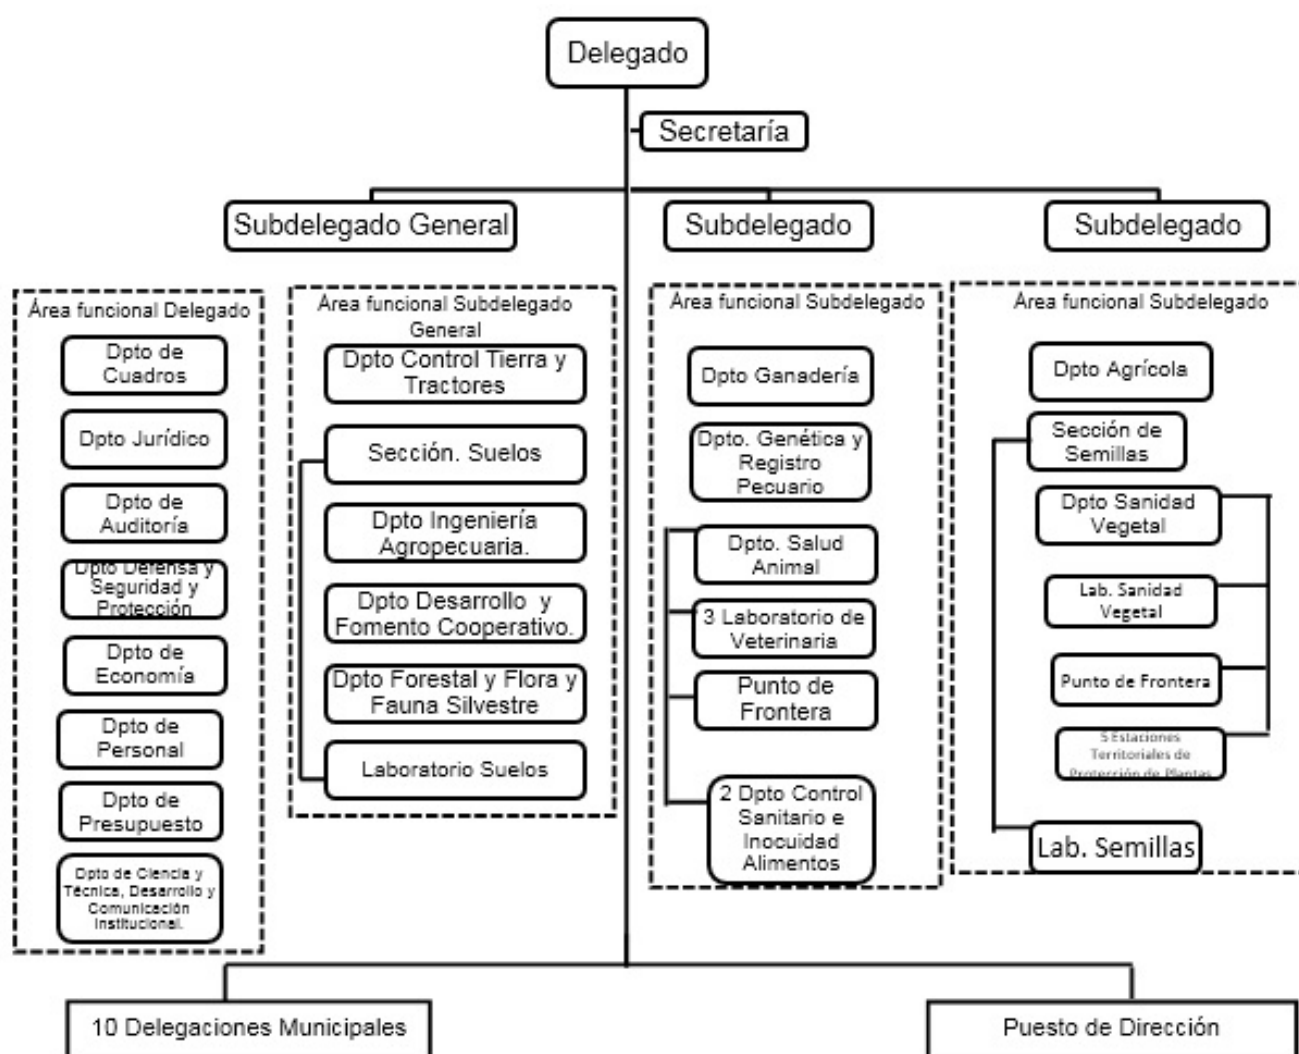 Delegado
Secretaría
Subdelegado General
Subdelegado
Subdelegado
Área funcional Delegado
Dpto de
Cuadros
Dpto Jurídico
Dpto de
Auditoría
Dpto Defensa y
Seguridad y
Protección
Dpto de
Economía
Dpto de
Personal
Dpto de
Presupuesto
Dpto de Ciencia y
Técnica, Desarrollo y
Comunicación
Institucional.
Área funcional Subdelegado
General
Dpto Control Tierra y
Tractores
Sección. Suelos
Dpto Ingeniería
Agropecuaria.
Dpto Desarrollo y
Fomento Cooperativo.
Dpto Forestal y Flora y
Fauna Silvestre
Laboratorio Suelos
Área funcional Subdelegado
Dpto Ganadería
Dpto. Genética y
Registro
Pecuario
Dpto. Salud
Animal
3 Laboratorio de
Veterinaria
Punto de
Frontera
2 Dpto Control
Sanitario e
Inocuidad
Alimentos
Área funcional Subdelegado
Dpto Agrícola
Sección de
Semillas
Dpto Sanidad
Vegetal
Lab. Sanidad
Vegetal
Punto de Frontera
5 Estaciones
Territoriales de
Protección de Plantas
Lab. Semillas
10 Delegaciones Municipales
Puesto de Dirección